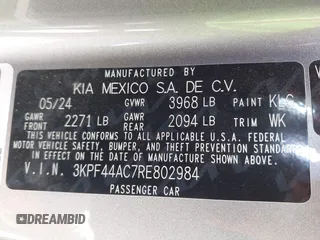 MANUFACTURED BY
KIA MEXICO S.A. DE C.V.
05/24 GVWR 3968 LB PAINT
GAWR FRONT 2271 LB GAWR 2094 LB TRIM WK
THIS VEHICLE CONFORMS TO ALL APPLICABLE U.S.A. FEDERAL
MOTOR VEHICLE SAFETY, BUMPER, AND THEFT PREVENTION
STANDARDS IN EFFECT ON THE DATE OF MANUFACTURE SHOWN ABOVE.
V.I.N. 3KPF44AC7RE802984
PASSENGER CAR
DREAMBID